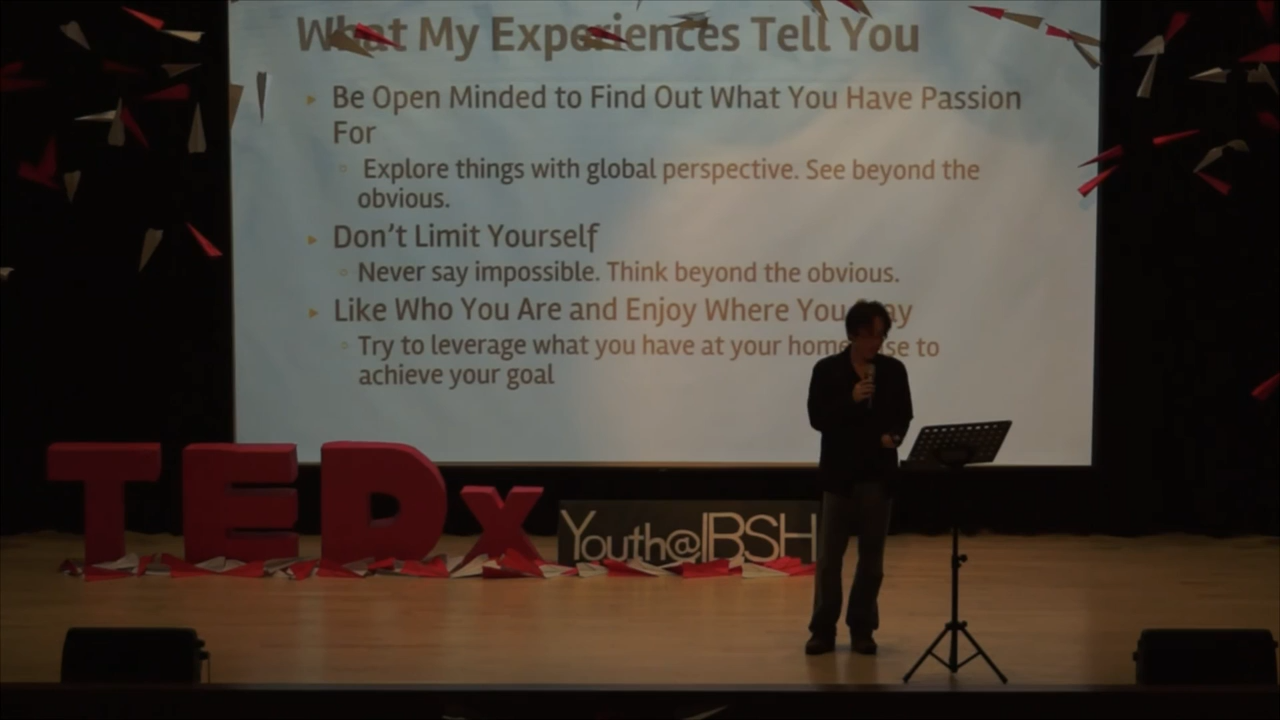 What My Experiences Tell You
Be Open Minded to Find Out What You Have Passion
For
Explore things with global perspective. See beyond the
obvious.
Don't Limit Yourself
Never say impossible. Think beyond the obvious.
Like Who You Are and Enjoy Where You
Try to leverage what you have at your home to
achieve your goal
TEDx
Youth@IBSH